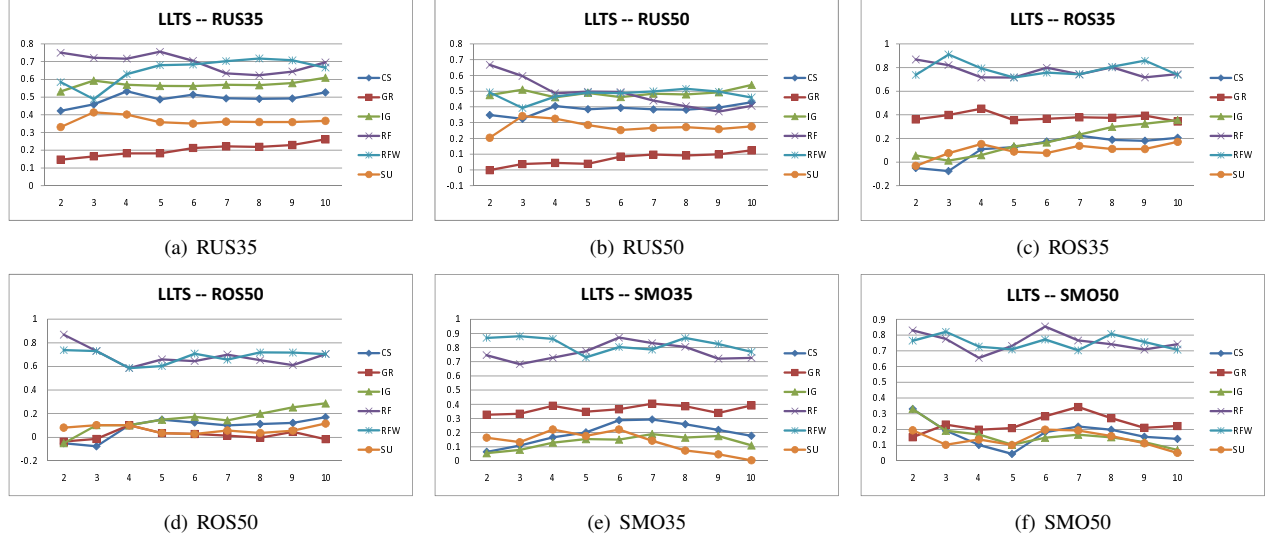 LLTS -- RUS35
0.8
0.7
0.6
0.5
0.4
0.3
0.2
0.1
0
2 3 4 5 6 7 8 9 10
CS
GR
IG
RF
RFW
SU
(a) RUS35
LLTS -- RUS50
0.8
0.7
0.6
0.5
0.4
0.3
0.2
0.1
0
-0.1
2 3 4 5 6 7 8 9 10
CS
GR
IG
RF
RFW
SU
(b) RUS50
LLTS -- ROS35
1
0.8
0.6
0.4
0.2
0
-0.2
2 3 4 5 6 7 8 9 10
CS
GR
IG
RF
RFW
SU
(c) ROS35
LLTS -- ROS50
1
0.8
0.6
0.4
0.2
0
-0.2
2 3 4 5 6 7 8 9 10
CS
GR
IG
RF
RFW
SU
(d) ROS50
LLTS -- SMO35
1
0.9
0.8
0.7
0.6
0.5
0.4
0.3
0.2
0.1
0
2 3 4 5 6 7 8 9 10
CS
GR
IG
RF
RFW
SU
(e) SMO35
LLTS -- SMO50
0.9
0.8
0.7
0.6
0.5
0.4
0.3
0.2
0.1
0
2 3 4 5 6 7 8 9 10
CS
GR
IG
RF
RFW
SU
(f) SMO50